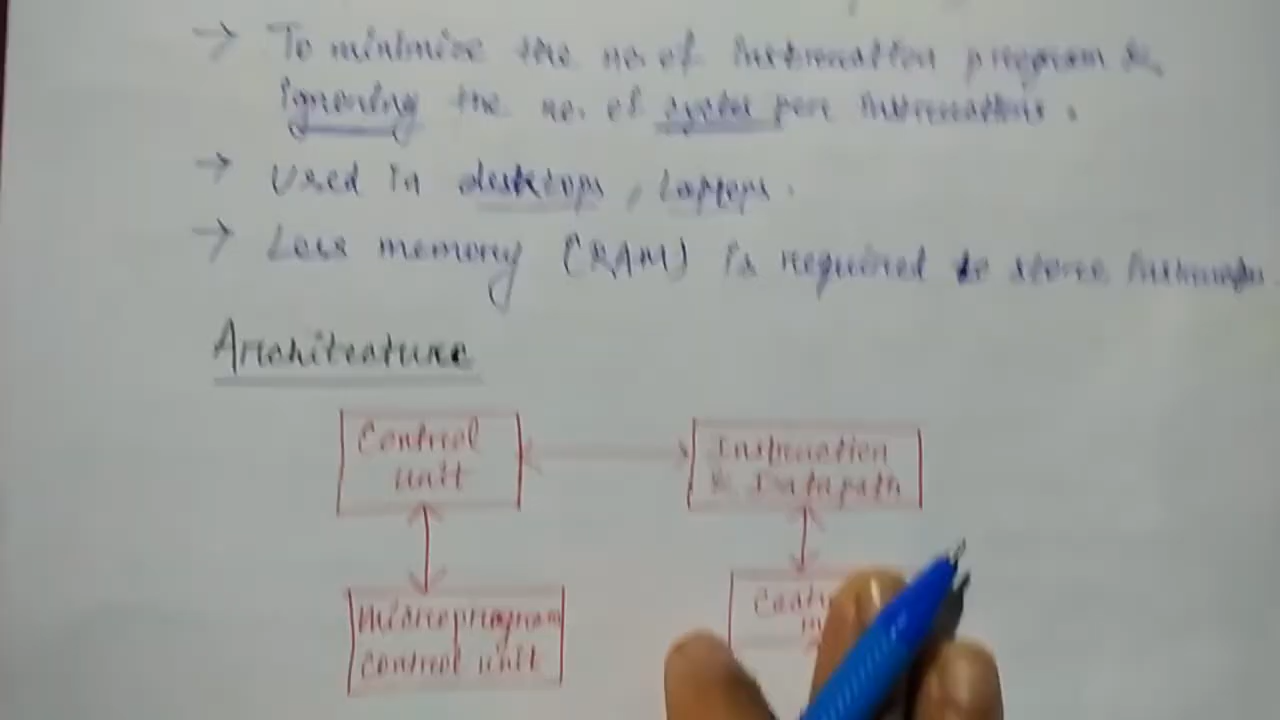 → To minimize the no. of instruction program &
ignoring the no. of cycles per instructions.
→ Used in desktops, Laptops.
→ Less memory (RAM) is required to store
Architecture
Control
unit
Instruction
& Datapath
Microprogram
control unit